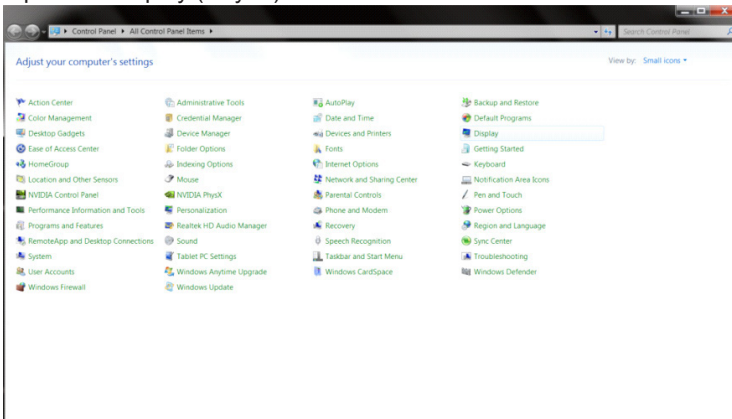 Control Panel ▸ All Control Panel Items ▸ Search Control Panel
Adjust your computer's settings View by: Small icons
Action Center Administrative Tools AutoPlay Backup and Restore
Color Management Credential Manager Date and Time Default Programs
Desktop Gadgets Device Manager Devices and Printers Display
Ease of Access Center Folder Options Fonts Getting Started
HomeGroup Indexing Options Internet Options Keyboard
Location and Other Sensors Mouse Network and Sharing Center Notification Area Icons
NVIDIA Control Panel NVIDIA PhysX Parental Controls Pen and Touch
Performance Information and Tools Personalization Phone and Modem Power Options
Programs and Features Realtek HD Audio Manager Recovery Region and Language
RemoteApp and Desktop Connections Sound Speech Recognition Sync Center
System Tablet PC Settings Taskbar and Start Menu Troubleshooting
User Accounts Windows Anytime Upgrade Windows CardSpace Windows Defender
Windows Firewall Windows Update